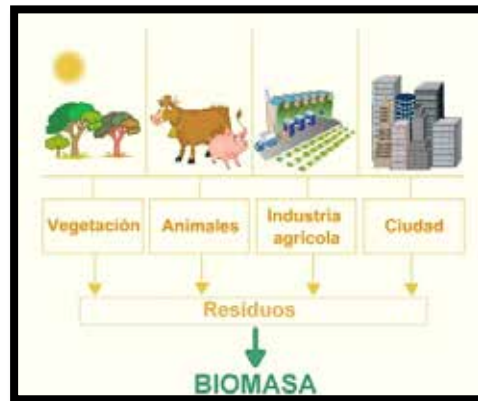 Vegetación
Animales
Industria
agrícola
Ciudad
Residuos
BIOMASA